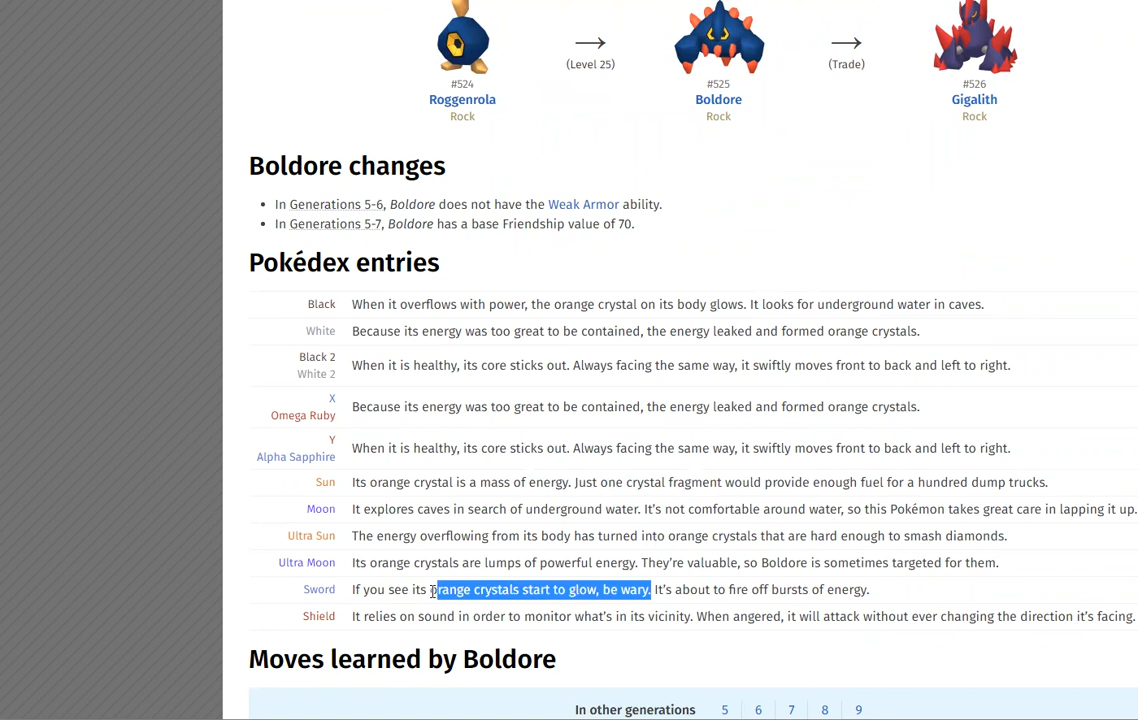 (Level 25)
(Trade)
#524
#525
#526
Roggenrola
Boldore
Gigalith
Rock
Rock
Rock
Boldore changes
• In Generations 5-6, Boldore does not have the Weak Armor ability.
• In Generations 5-7, Boldore has a base Friendship value of 70.
Pokédex entries
Black When it overflows with power, the orange crystal on its body glows. It looks for underground water in caves.
White Because its energy was too great to be contained, the energy leaked and formed orange crystals.
Black 2
White 2
When it is healthy, its core sticks out. Always facing the same way, it swiftly moves front to back and left to right.
X
Omega Ruby
Because its energy was too great to be contained, the energy leaked and formed orange crystals.
Y
Alpha Sapphire
When it is healthy, its core sticks out. Always facing the same way, it swiftly moves front to back and left to right.
Sun Its orange crystal is a mass of energy. Just one crystal fragment would provide enough fuel for a hundred dump trucks.
Moon It explores caves in search of underground water. It's not comfortable around water, so this Pokémon takes great care in lapping it up.
Ultra Sun The energy overflowing from its body has turned into orange crystals that are hard enough to smash diamonds.
Ultra Moon Its orange crystals are lumps of powerful energy. They're valuable, so Boldore is sometimes targeted for them.
Sword If you see its orange crystals start to glow, be wary. It's about to fire off bursts of energy.
Shield It relies on sound in order to monitor what's in its vicinity. When angered, it will attack without ever changing the direction it's facing.
Moves learned by Boldore
In other generations 5 6 7 8 9